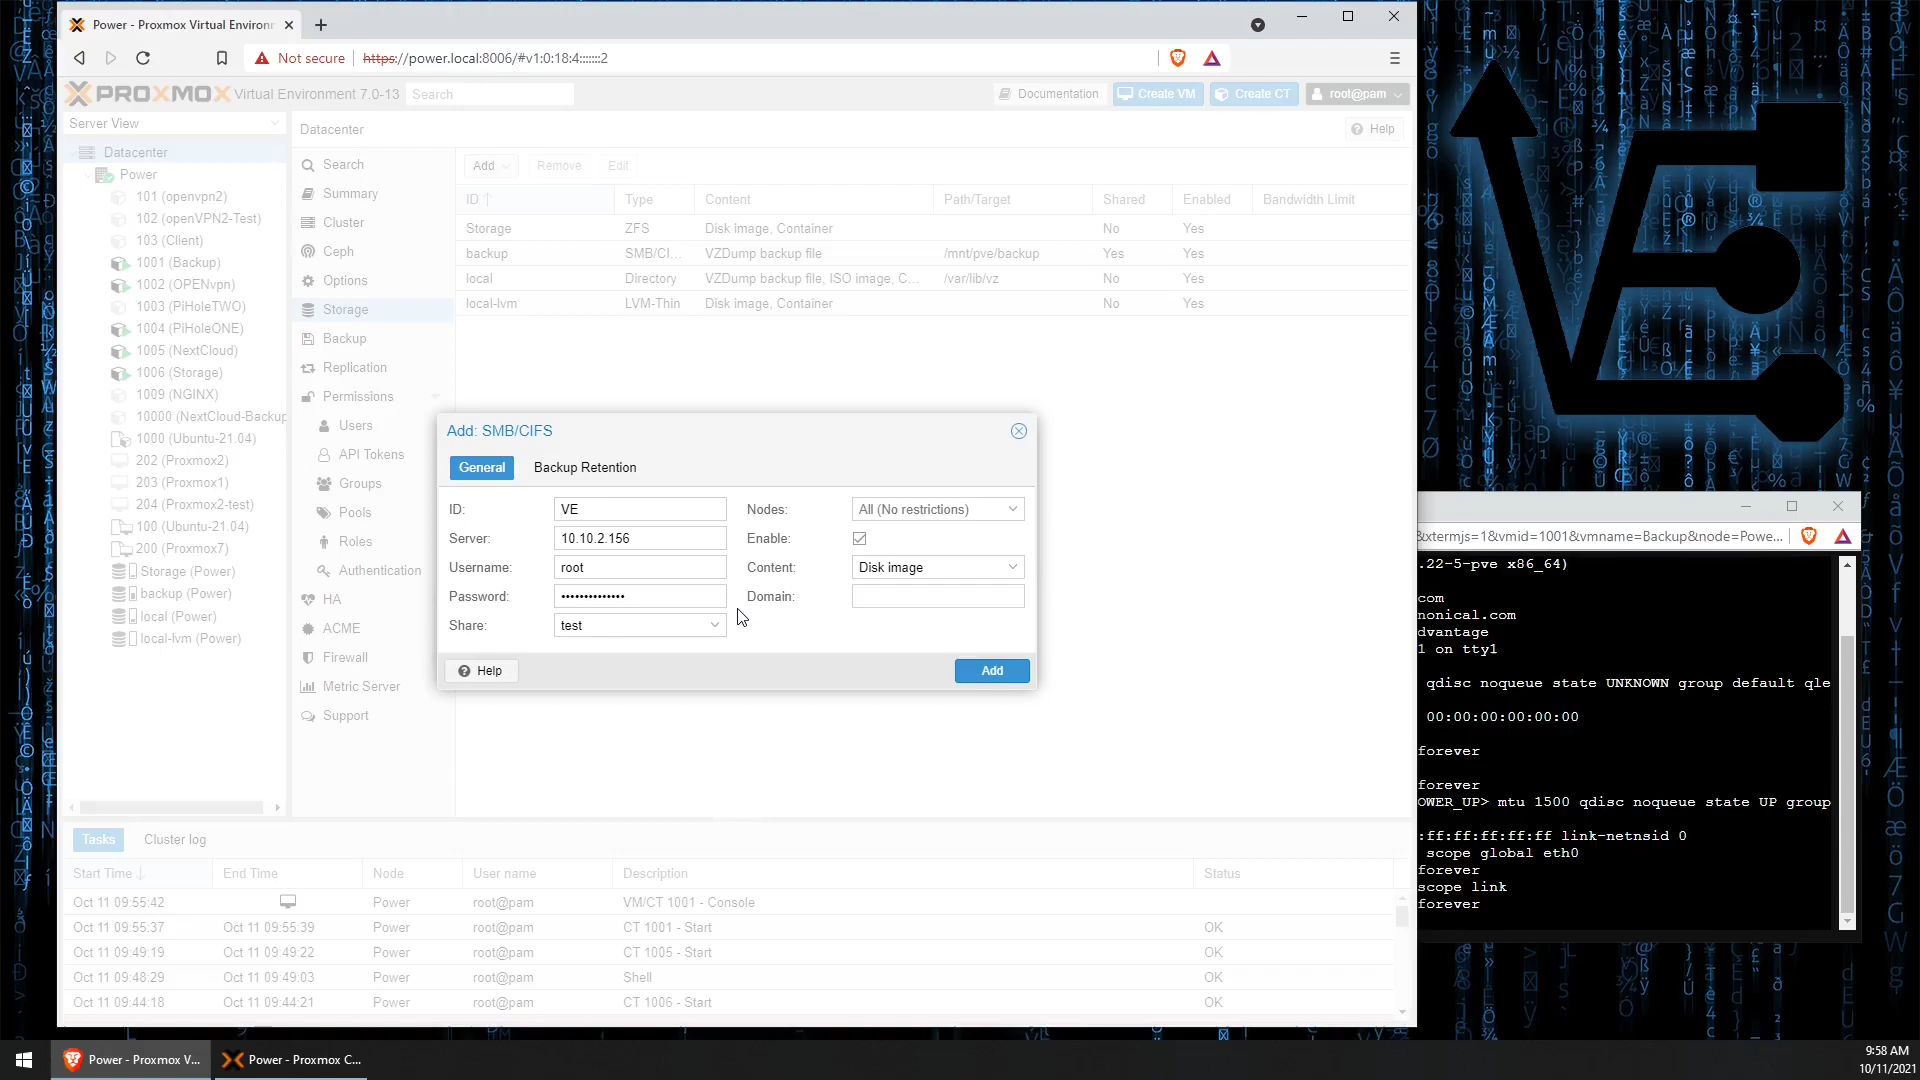 Power - Proxmox Virtual Environ
Not secure
https://power.local:8006/#v1:0:18:4:::::::2
PROXMOX Virtual Environment 7.0-13
Search
Documentation
Create VM
Create CT
root@pam
Server View
Datacenter
Power
101 (openvpn2)
102 (openVPN2-Test)
103 (Client)
1001 (Backup)
1002 (OPENvpn)
1003 (PiHoleTWO)
1004 (PiHoleONE)
1005 (NextCloud)
1006 (Storage)
1009 (NGINX)
10000 (NextCloud-Backup
1000 (Ubuntu-21.04)
202 (Proxmox2)
203 (Proxmox1)
204 (Proxmox2-test)
100 (Ubuntu-21.04)
200 (Proxmox7)
Storage (Power)
backup (Power)
local (Power)
local-lvm (Power)
Datacenter
Help
Search
Summary
Cluster
Ceph
Options
Storage
Backup
Replication
Permissions
Users
API Tokens
Groups
Pools
Roles
Authentication
HA
ACME
Firewall
Metric Server
Support
Add
Remove
Edit
ID Type Content Path/Target Shared Enabled Bandwidth Limit
Storage ZFS Disk image, Container No Yes
backup SMB/CI... VZDump backup file /mnt/pve/backup Yes Yes
local Directory VZDump backup file, ISO image, C... /var/lib/vz No Yes
local-lvm LVM-Thin Disk image, Container No Yes
Add: SMB/CIFS
General
Backup Retention
ID: VE Nodes: All (No restrictions)
Server: 10.10.2.156 Enable:
Username: root Content: Disk image
Password: •••••••••••••• Domain:
Share: test
Help
Add
Tasks
Cluster log
Start Time End Time Node User name Description Status
Oct 11 09:55:42 Power root@pam VM/CT 1001 - Console
Oct 11 09:55:37 Oct 11 09:55:39 Power root@pam CT 1001 - Start OK
Oct 11 09:49:19 Oct 11 09:49:22 Power root@pam CT 1005 - Start OK
Oct 11 09:48:29 Oct 11 09:49:03 Power root@pam Shell OK
Oct 11 09:44:18 Oct 11 09:44:21 Power root@pam CT 1006 - Start OK
&xtermjs=1&vmid=1001&vmname=Backup&node=Powe...
.22-5-pve x86_64)
com
nonical.com
dvantage
1 on tty1
qdisc noqueue state UNKNOWN group default qle
00:00:00:00:00:00
forever
forever
OWER_UP> mtu 1500 qdisc noqueue state UP group
:ff:ff:ff:ff:ff link-netnsid 0
scope global eth0
forever
scope link
forever
Power - Proxmox V...
Power - Proxmox C...
9:58 AM
10/11/2021